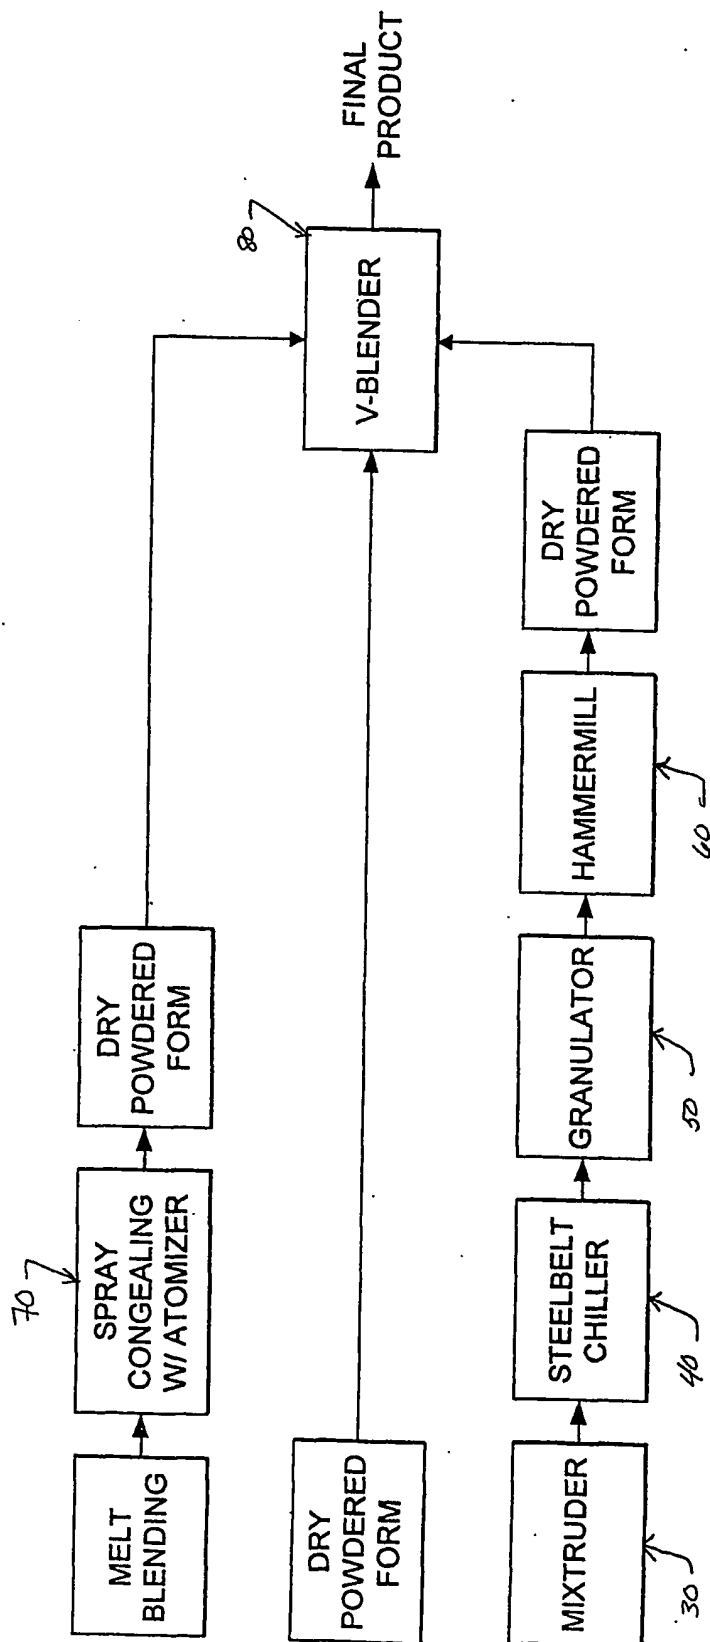 70
MELT
BLENDING
SPRAY
CONGEALING
W/ ATOMIZER
DRY
POWDERED
FORM
DRY
POWDERED
FORM
80
V-BLENDER
FINAL
PRODUCT
MIXTRUDER
30
STEELBELT
CHILLER
40
GRANULATOR
50
HAMMERMILL
60
DRY
POWDERED
FORM